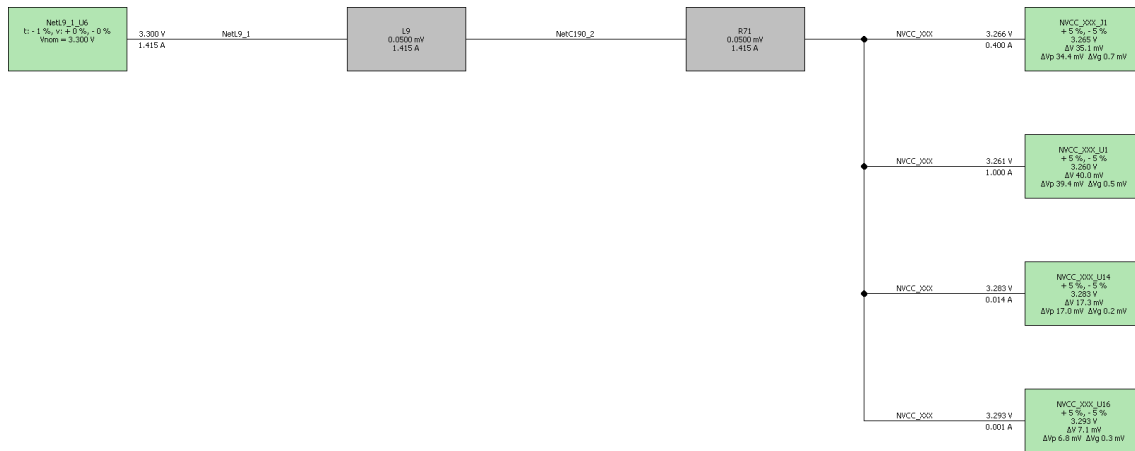 NetL9_1_U6
t: - 1 %, v: + 0 %, - 0 %
Vnom = 3.300 V
3.300 V
1.415 A
NetL9_1
L9
0.0500 mV
1.415 A
NetC190_2
R71
0.0500 mV
1.415 A
NVCC_XXX
3.266 V
0.400 A
NVCC_XXX_J1
+ 5 %, - 5 %
3.265 V
ΔV 35.1 mV
ΔVp 34.4 mV ΔVg 0.7 mV
NVCC_XXX
3.261 V
1.000 A
NVCC_XXX_U1
+ 5 %, - 5 %
3.260 V
ΔV 40.0 mV
ΔVp 39.4 mV ΔVg 0.5 mV
NVCC_XXX
3.283 V
0.014 A
NVCC_XXX_U14
+ 5 %, - 5 %
3.283 V
ΔV 17.3 mV
ΔVp 17.0 mV ΔVg 0.2 mV
NVCC_XXX
3.293 V
0.001 A
NVCC_XXX_U16
+ 5 %, - 5 %
3.293 V
ΔV 7.1 mV
ΔVp 6.8 mV ΔVg 0.3 mV